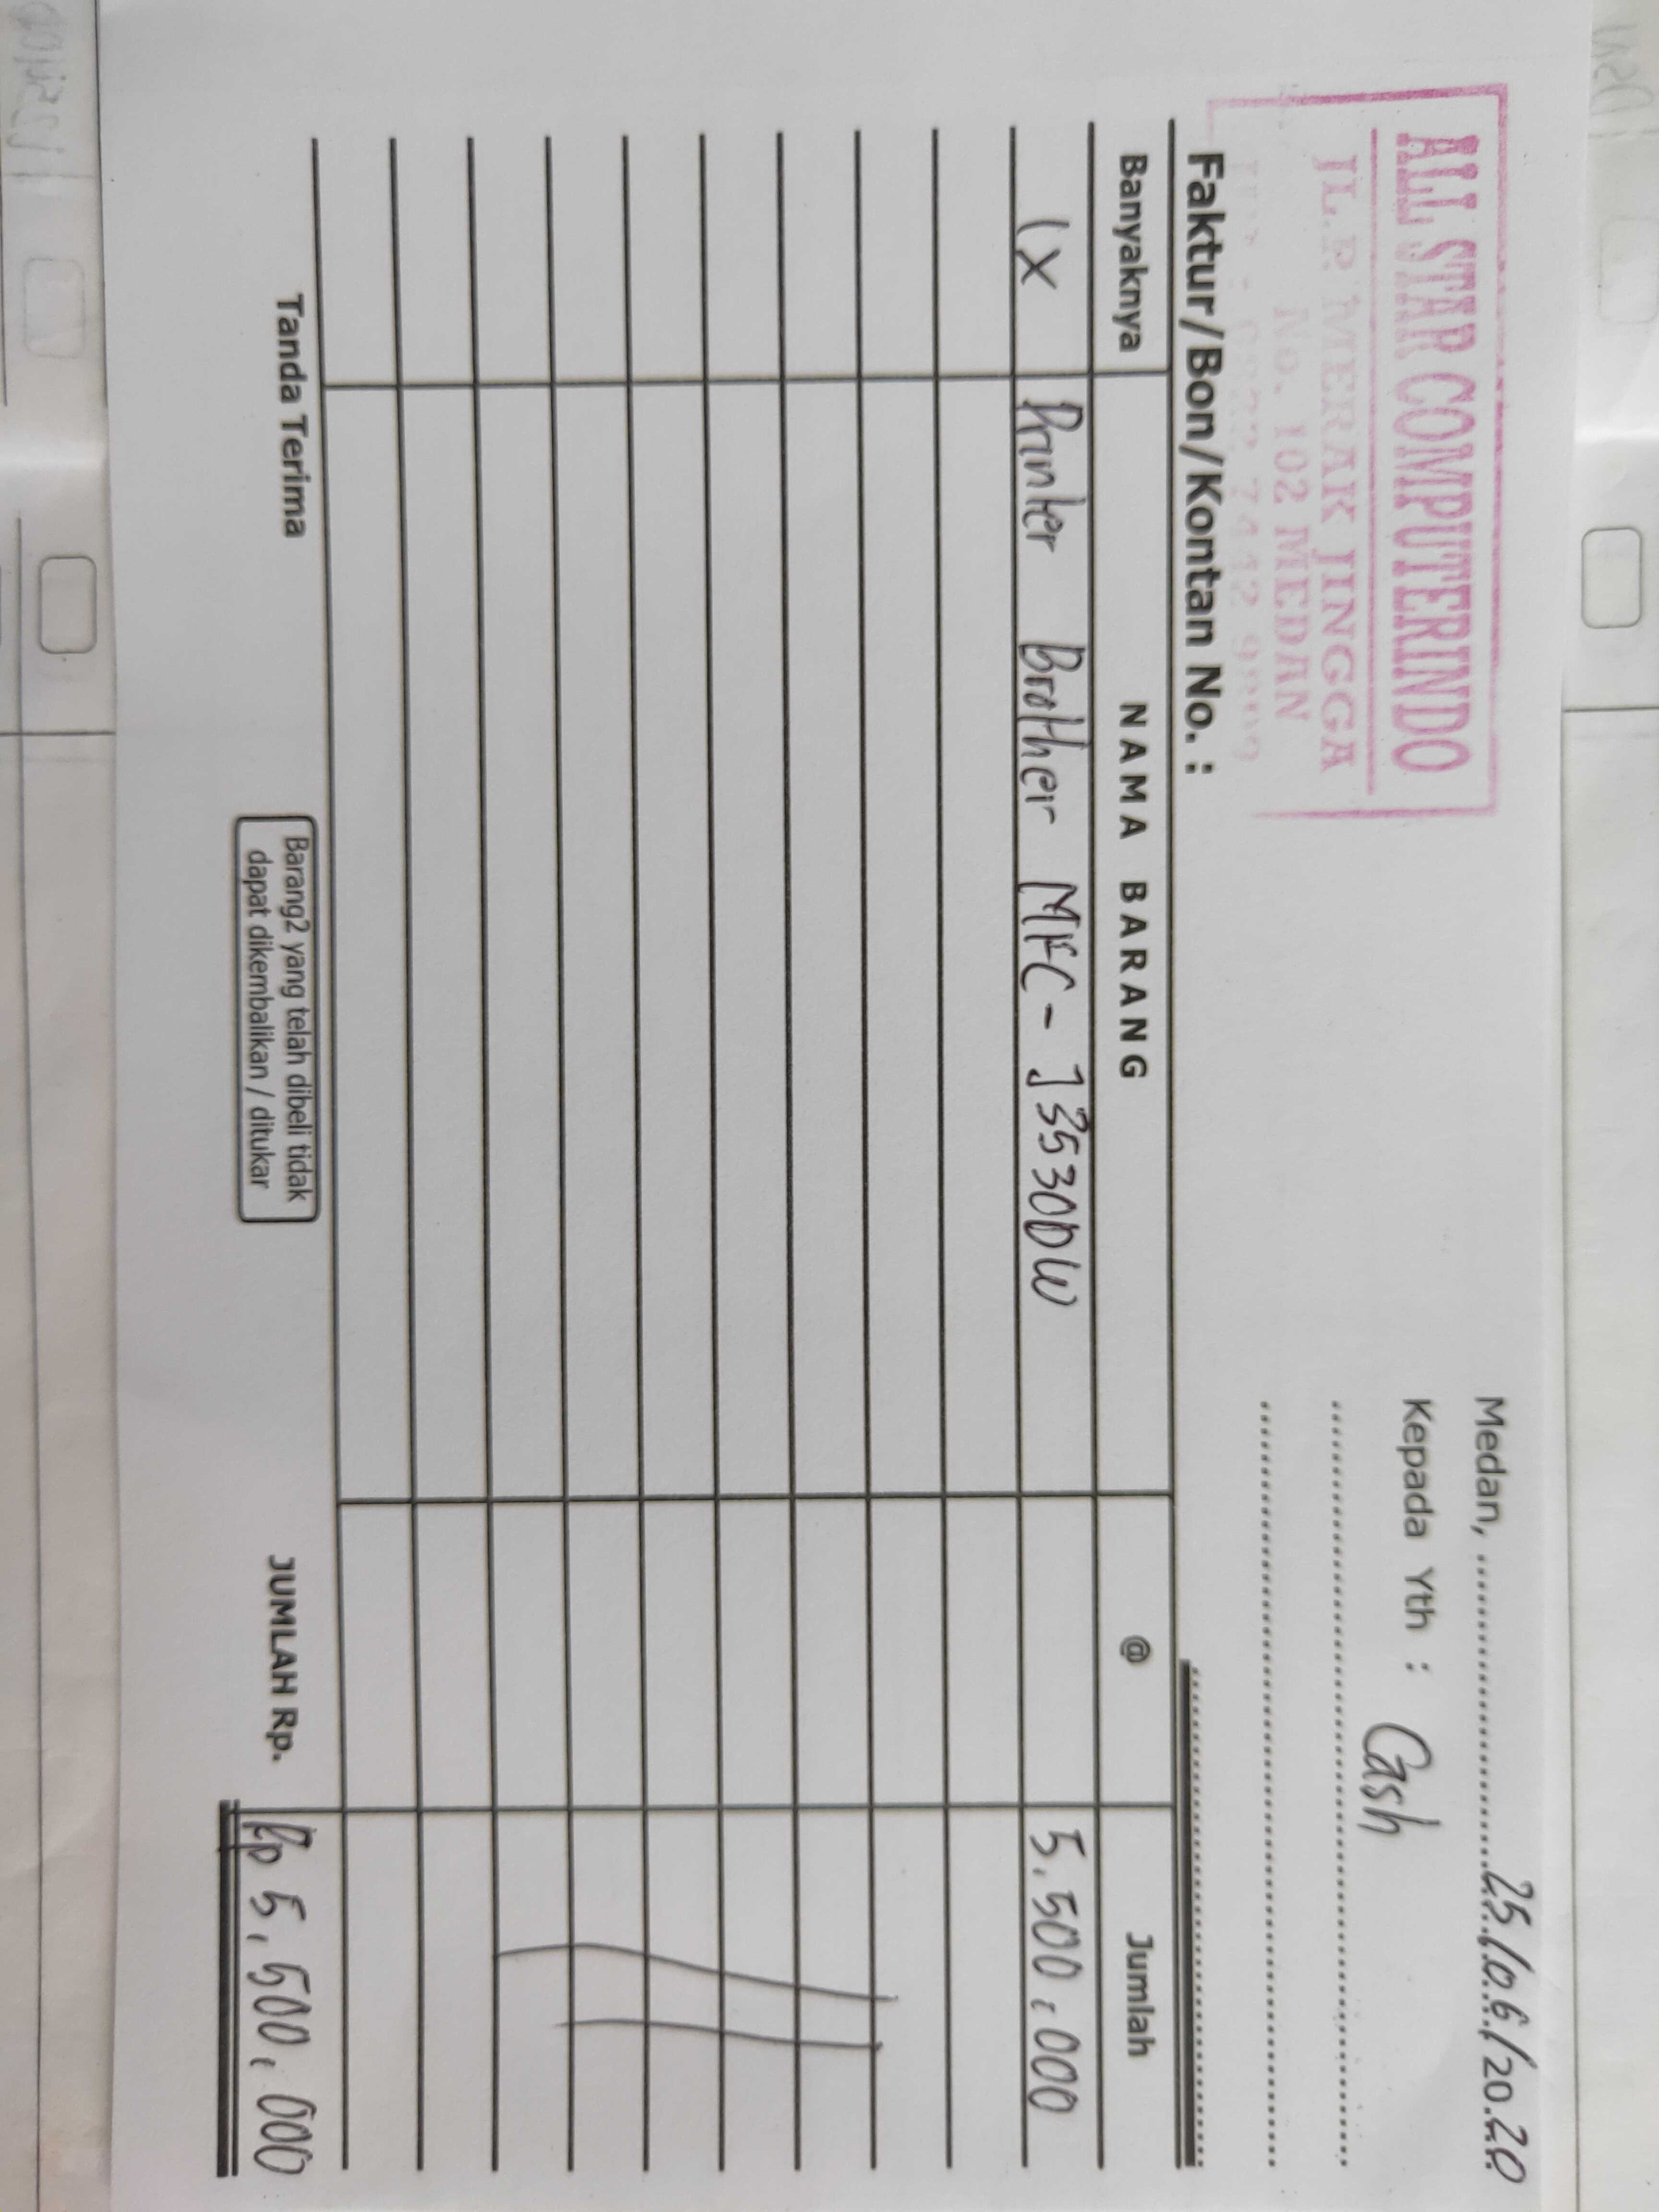 ALL STAR COMPUTERINDO
JL. P. MERAK JINGGA
No. 102 MEDAN
Medan, 25/06/2020
Kepada Yth : Cash
Faktur/Bon/Kontan No. :
Banyaknya NAMA BARANG @ Jumlah
1x Printer Brother MFC - J3530DW 5.500.000
Tanda Terima
Barang2 yang telah dibeli tidak
dapat dikembalikan / ditukar
JUMLAH Rp. Rp 5,500,000